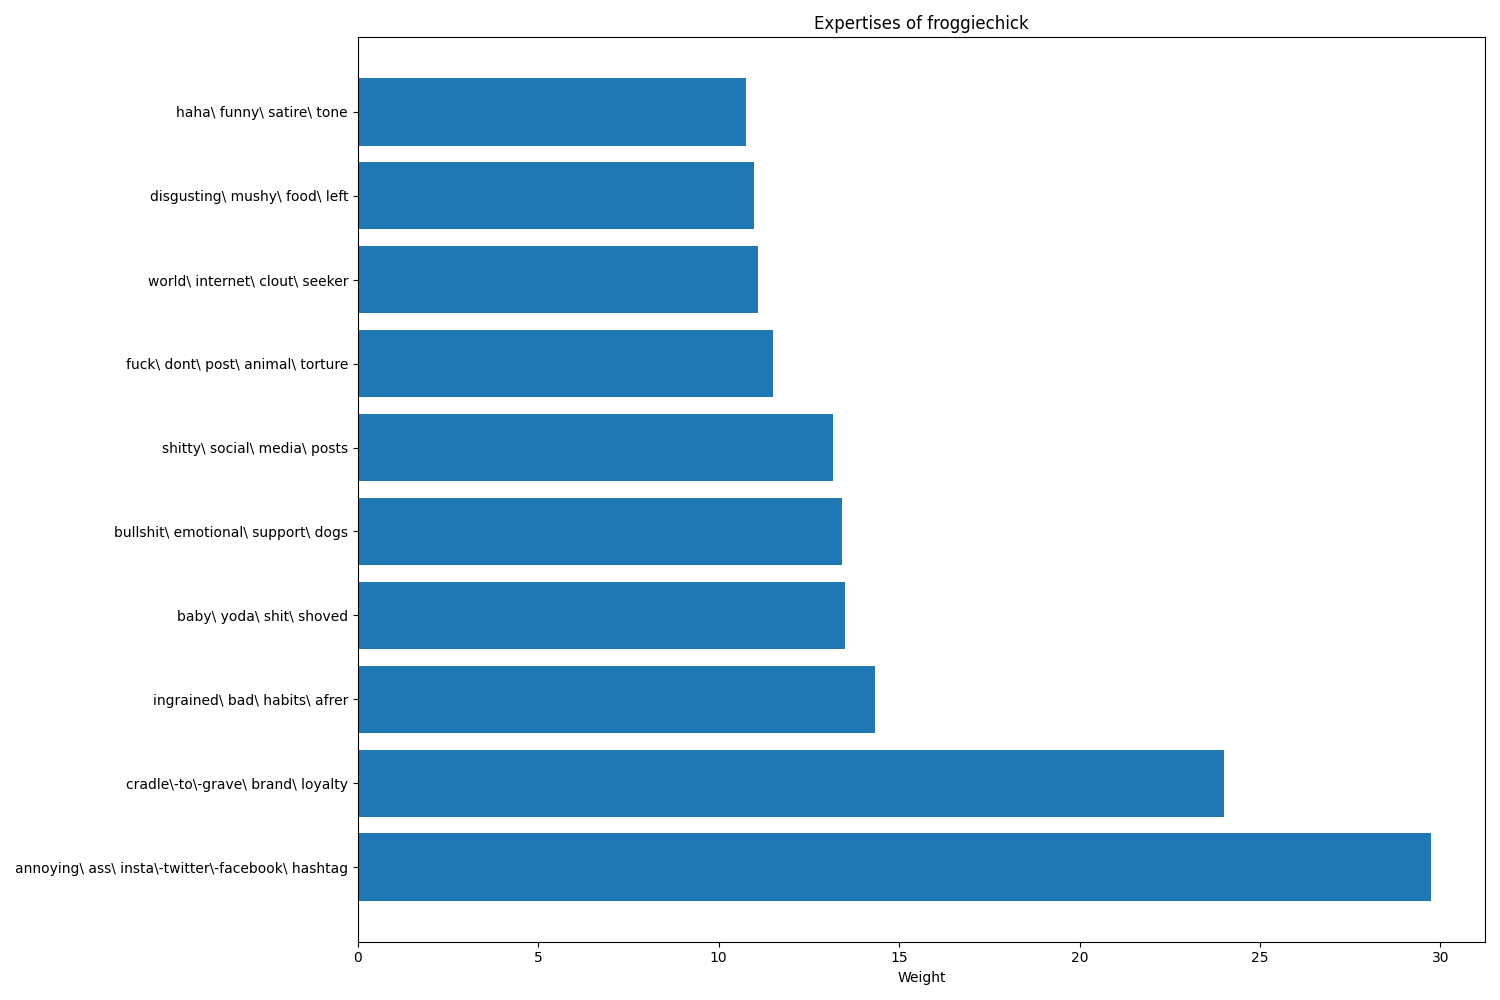 Expertises of froggiechick
haha\ funny\ satire\ tone
disgusting\ mushy\ food\ left
world\ internet\ clout\ seeker
fuck\ dont\ post\ animal\ torture
shitty\ social\ media\ posts
bullshit\ emotional\ support\ dogs
baby\ yoda\ shit\ shoved
ingrained\ bad\ habits\ afrer
cradle\-to\-grave\ brand\ loyalty
annoying\ ass\ insta\-twitter\-facebook\ hashtag
0 5 10 15 20 25 30
Weight